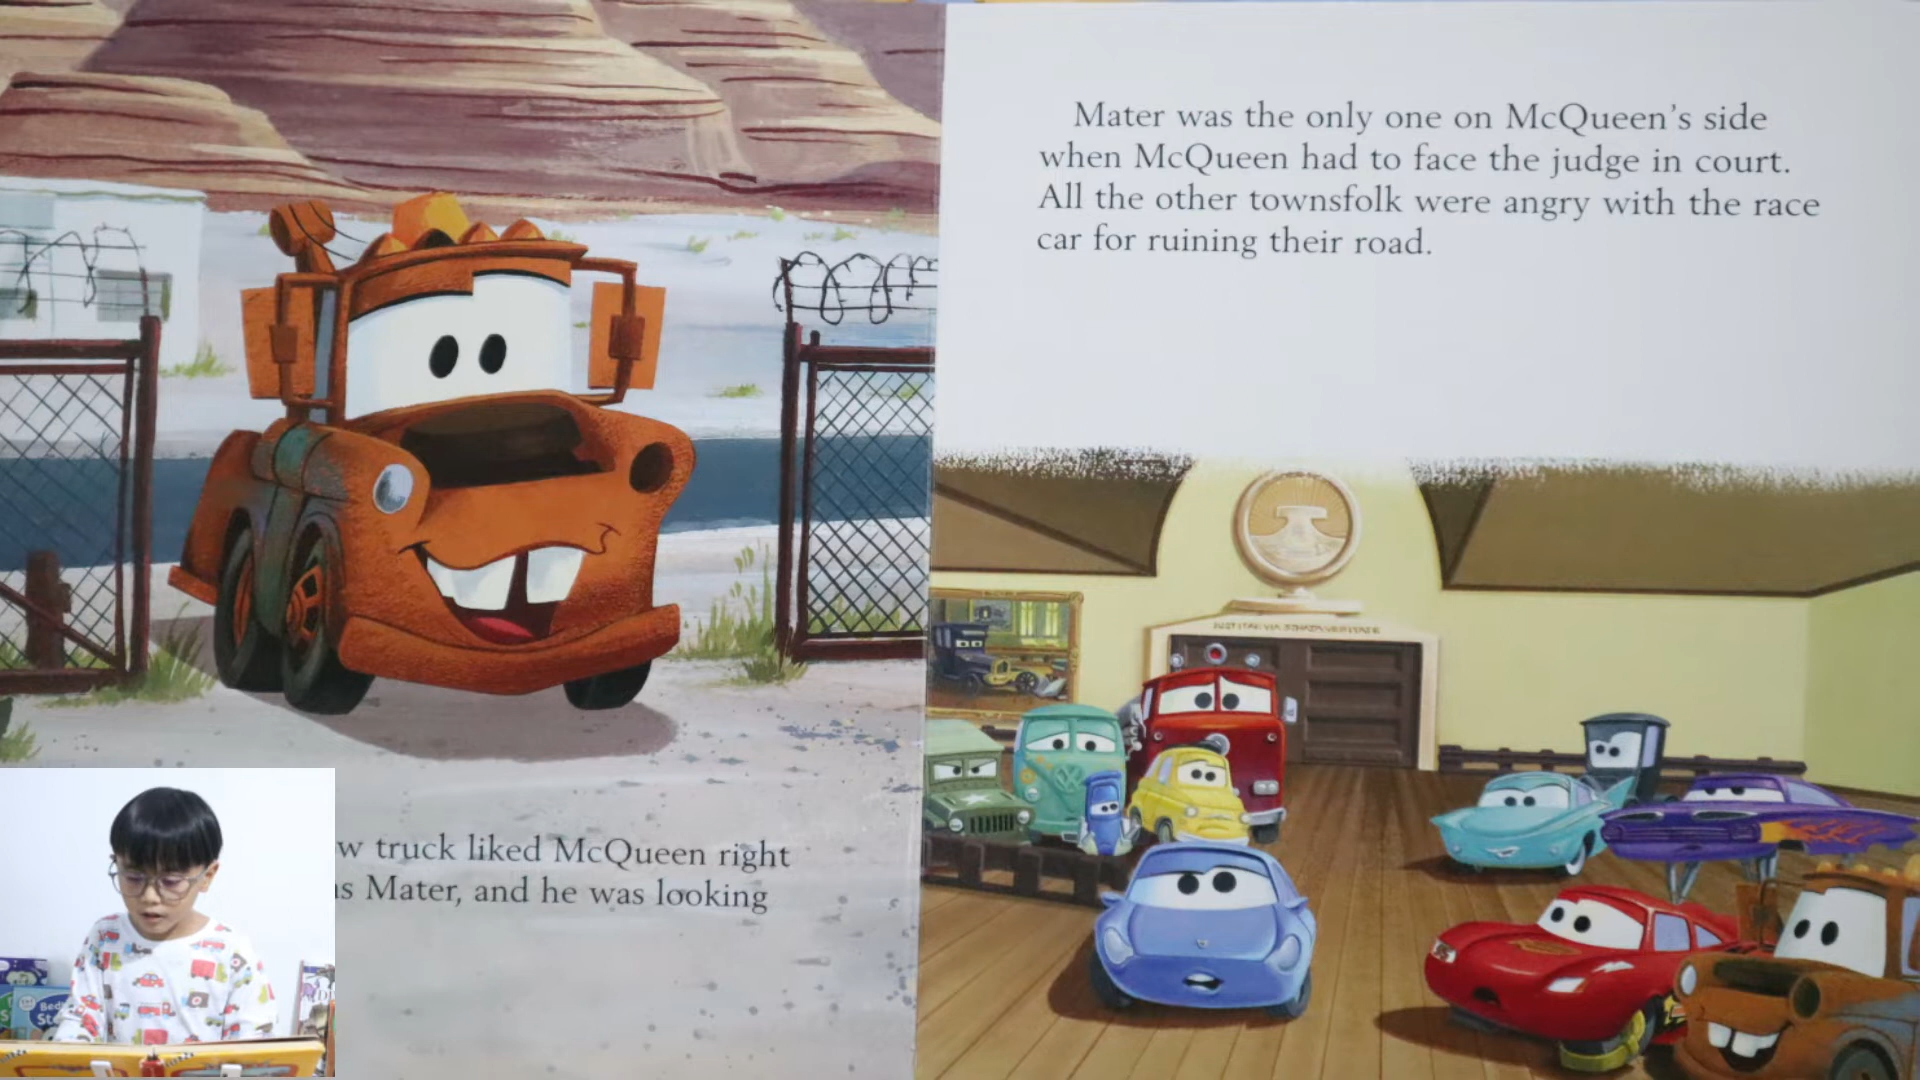 w truck liked McQueen right
as Mater, and he was looking
Mater was the only one on McQueen's side
when McQueen had to face the judge in court.
All the other townsfolk were angry with the race
car for ruining their road.